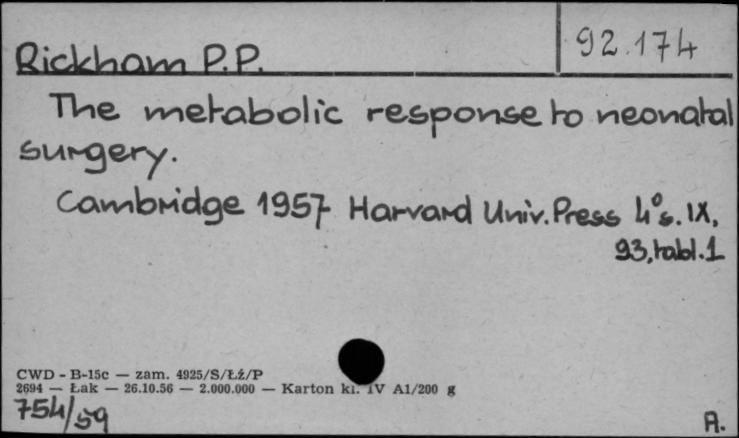 92.174
Rickham P.P.
The metabolic response to neonatal
surgery.
Cambridge 1957 Harvard Univ. Press 4° s. IX,
93, tabl. 1
CWD - B-15c — zam. 4925/S/Łź/P
2694 — Łak — 26.10.56 — 2.000.000 — Karton kl. IV A1/200 g
754/59
A.